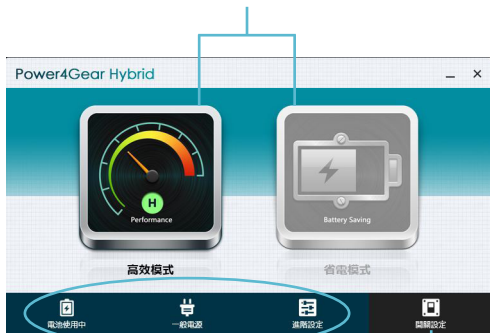 Power4Gear Hybrid
H
Performance
Battery Saving
高效模式
省電模式
電池使用中
一般電源
進階設定
開關設定